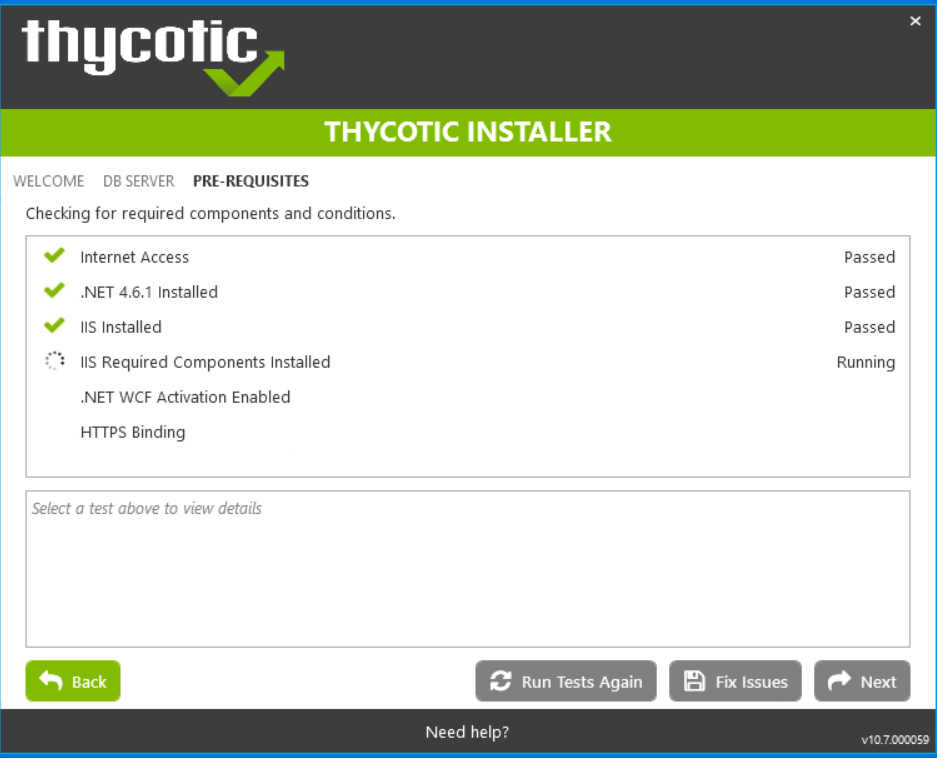 thycotic
THYCOTIC INSTALLER
WELCOME DB SERVER PRE-REQUISITES
Checking for required components and conditions.
Internet Access Passed
.NET 4.6.1 Installed Passed
IIS Installed Passed
IIS Required Components Installed Running
.NET WCF Activation Enabled
HTTPS Binding
Select a test above to view details
Back Run Tests Again Fix Issues Next
Need help?
v10.7.000059